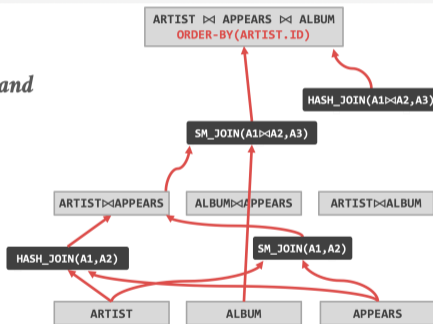 ARTIST ⋈ APPEARS ⋈ ALBUM
ORDER-BY(ARTIST.ID)
and
HASH_JOIN(A1⋈A2,A3)
SM_JOIN(A1⋈A2,A3)
ARTIST⋈APPEARS
ALBUM⋈APPEARS
ARTIST⋈ALBUM
HASH_JOIN(A1,A2)
SM_JOIN(A1,A2)
ARTIST
ALBUM
APPEARS